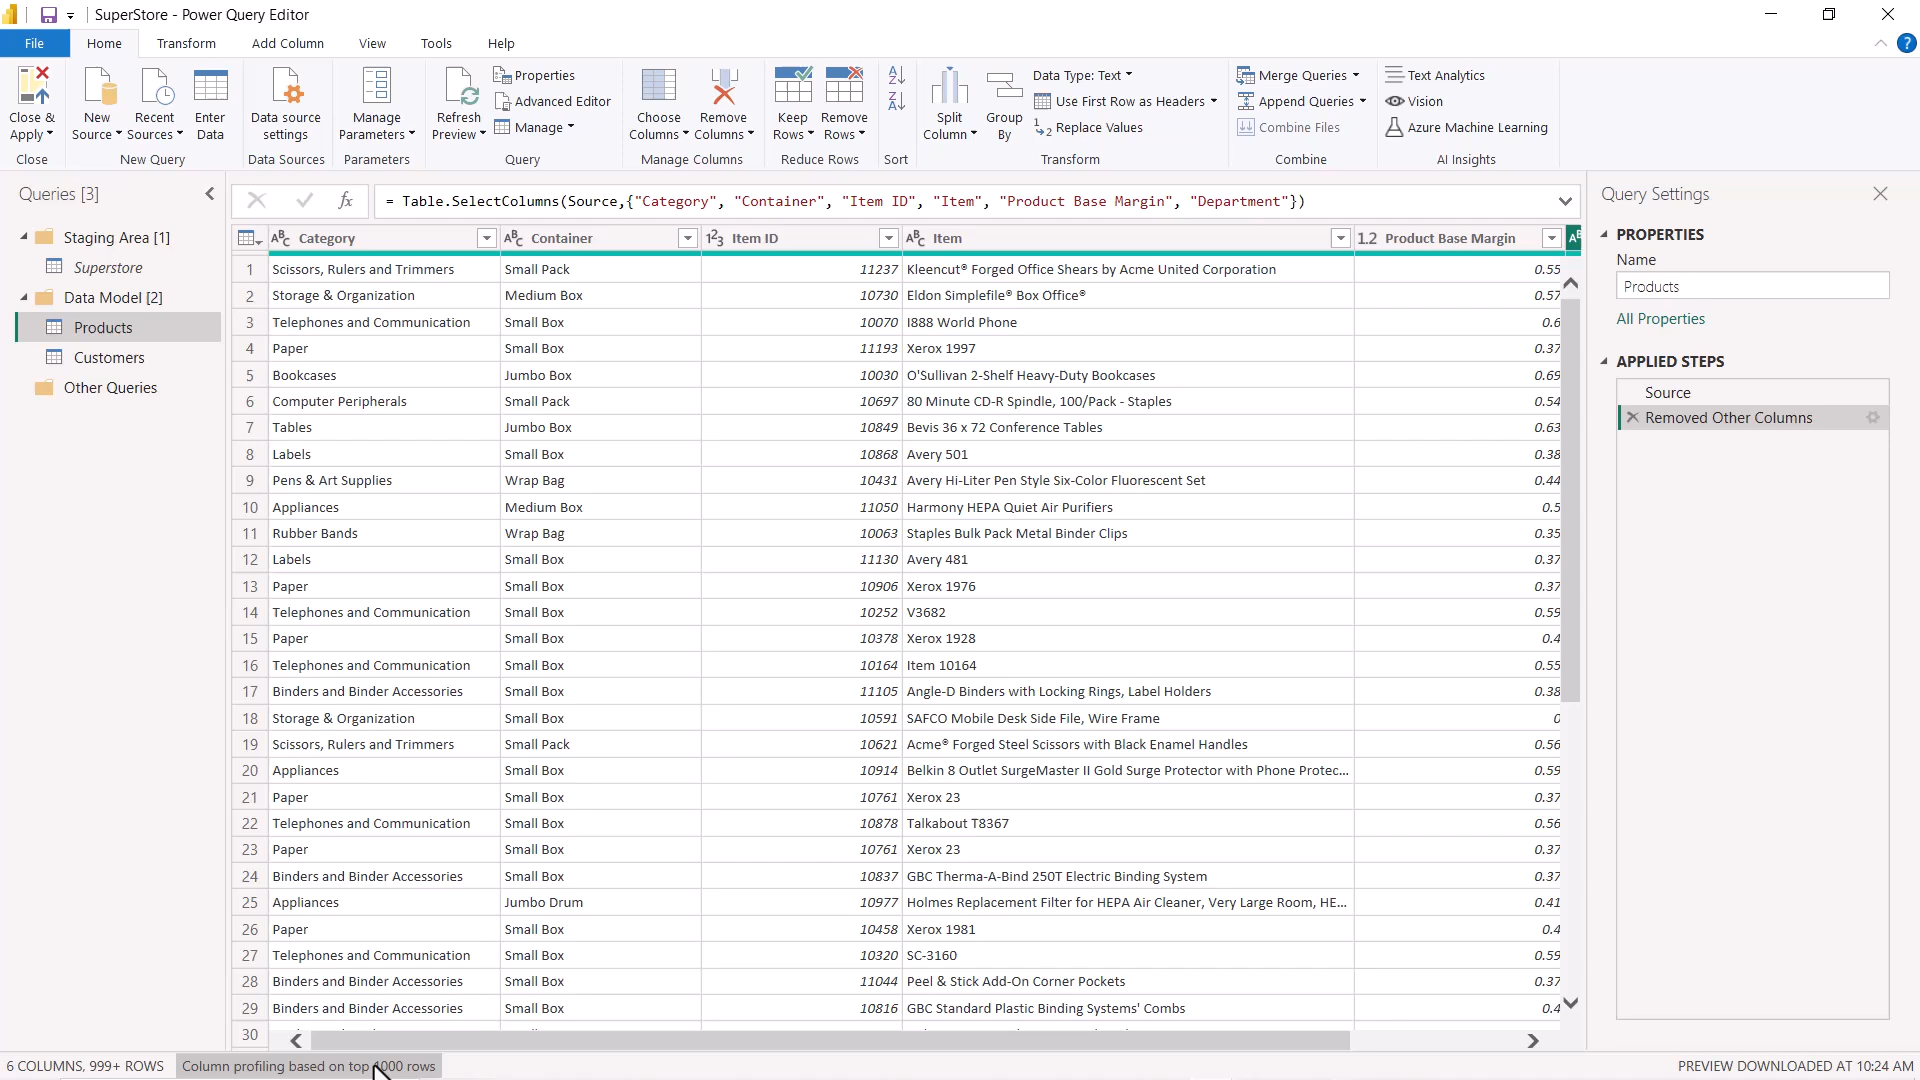 SuperStore - Power Query Editor
File Home Transform Add Column View Tools Help
Close & Apply
New Source
Recent Sources
Enter Data
Data source settings
Manage Parameters
Refresh Preview
Properties
Advanced Editor
Manage
Choose Columns
Remove Columns
Keep Rows
Remove Rows
Split Column
Group By
Data Type: Text
Use First Row as Headers
Replace Values
Merge Queries
Append Queries
Combine Files
Text Analytics
Vision
Azure Machine Learning
Close New Query Data Sources Parameters Query Manage Columns Reduce Rows Sort Transform Combine AI Insights
Queries [3]
Staging Area [1]
Superstore
Data Model [2]
Products
Customers
Other Queries
fx = Table.SelectColumns(Source,{"Category", "Container", "Item ID", "Item", "Product Base Margin", "Department"})
Category Container Item ID Item Product Base Margin
1 Scissors, Rulers and Trimmers Small Pack 11237 Kleencut® Forged Office Shears by Acme United Corporation 0.55
2 Storage & Organization Medium Box 10730 Eldon Simplefile® Box Office® 0.57
3 Telephones and Communication Small Box 10070 I888 World Phone 0.6
4 Paper Small Box 11193 Xerox 1997 0.37
5 Bookcases Jumbo Box 10030 O'Sullivan 2-Shelf Heavy-Duty Bookcases 0.69
6 Computer Peripherals Small Pack 10697 80 Minute CD-R Spindle, 100/Pack - Staples 0.54
7 Tables Jumbo Box 10849 Bevis 36 x 72 Conference Tables 0.63
8 Labels Small Box 10868 Avery 501 0.38
9 Pens & Art Supplies Wrap Bag 10431 Avery Hi-Liter Pen Style Six-Color Fluorescent Set 0.44
10 Appliances Medium Box 11050 Harmony HEPA Quiet Air Purifiers 0.5
11 Rubber Bands Wrap Bag 10063 Staples Bulk Pack Metal Binder Clips 0.35
12 Labels Small Box 11130 Avery 481 0.37
13 Paper Small Box 10906 Xerox 1976 0.37
14 Telephones and Communication Small Box 10252 V3682 0.59
15 Paper Small Box 10378 Xerox 1928 0.4
16 Telephones and Communication Small Box 10164 Item 10164 0.55
17 Binders and Binder Accessories Small Box 11105 Angle-D Binders with Locking Rings, Label Holders 0.38
18 Storage & Organization Small Box 10591 SAFCO Mobile Desk Side File, Wire Frame 0
19 Scissors, Rulers and Trimmers Small Pack 10621 Acme® Forged Steel Scissors with Black Enamel Handles 0.56
20 Appliances Small Box 10914 Belkin 8 Outlet SurgeMaster II Gold Surge Protector with Phone Protec... 0.59
21 Paper Small Box 10761 Xerox 23 0.37
22 Telephones and Communication Small Box 10878 Talkabout T8367 0.56
23 Paper Small Box 10761 Xerox 23 0.37
24 Binders and Binder Accessories Small Box 10837 GBC Therma-A-Bind 250T Electric Binding System 0.37
25 Appliances Jumbo Drum 10977 Holmes Replacement Filter for HEPA Air Cleaner, Very Large Room, HE... 0.41
26 Paper Small Box 10458 Xerox 1981 0.4
27 Telephones and Communication Small Box 10320 SC-3160 0.59
28 Binders and Binder Accessories Small Box 11044 Peel & Stick Add-On Corner Pockets 0.37
29 Binders and Binder Accessories Small Box 10816 GBC Standard Plastic Binding Systems' Combs 0.4
30
Query Settings
PROPERTIES
Name
Products
All Properties
APPLIED STEPS
Source
Removed Other Columns
6 COLUMNS, 999+ ROWS Column profiling based on top 1000 rows PREVIEW DOWNLOADED AT 10:24 AM